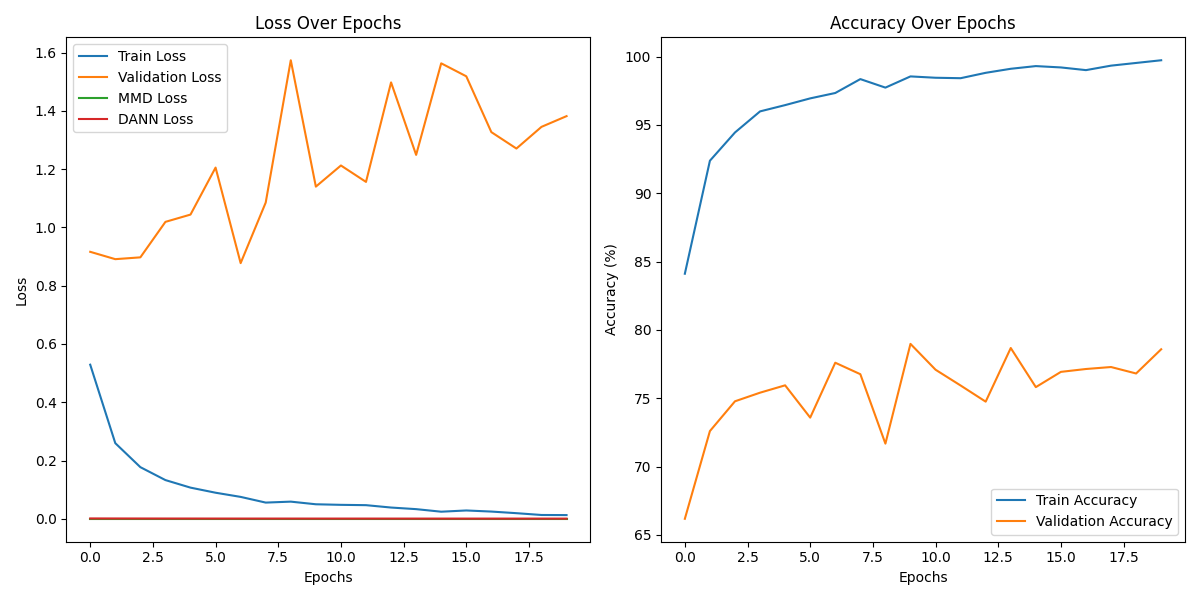 Loss Over Epochs
Train Loss
Validation Loss
MMD Loss
DANN Loss
1.6
1.4
1.2
1.0
0.8
0.6
0.4
0.2
0.0
Loss
0.0 2.5 5.0 7.5 10.0 12.5 15.0 17.5
Epochs
Accuracy Over Epochs
100
95
90
85
80
75
70
65
Accuracy (%)
Train Accuracy
Validation Accuracy
0.0 2.5 5.0 7.5 10.0 12.5 15.0 17.5
Epochs